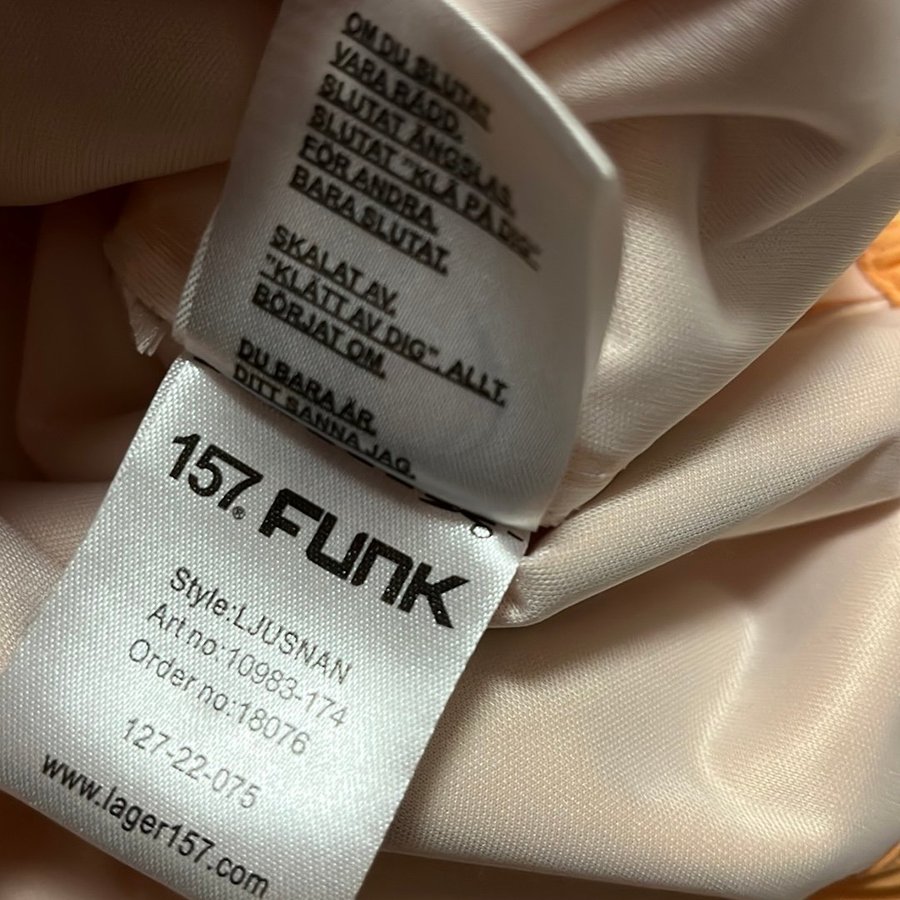 OM DU SLUTAT
VARA RÄDD.
SLUTAT ÄNGSLAS.
SLUTAT "KLÄ PÅ DIG"
FÖR ANDRA.
BARA SLUTAT.
SKALAT AV.
"KLÄTT AV DIG". ALLT.
BÖRJAT OM.
DU BARA ÄR.
DITT SANNA JAG.
157® FUNK
Style:LJUSNAN
Art no:10983-174
Order no:18076
127-22-075
www.lager157.com